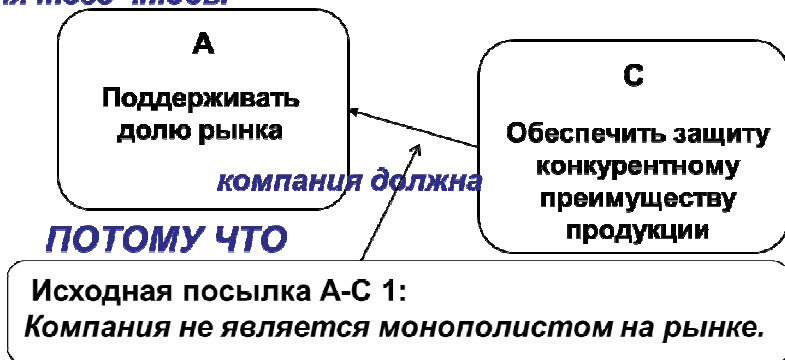 А
Поддерживать
долю рынка
С
Обеспечить защиту
конкурентному
преимуществу
продукции
компания должна
ПОТОМУ ЧТО
Исходная посылка А-С 1:
Компания не является монополистом на рынке.